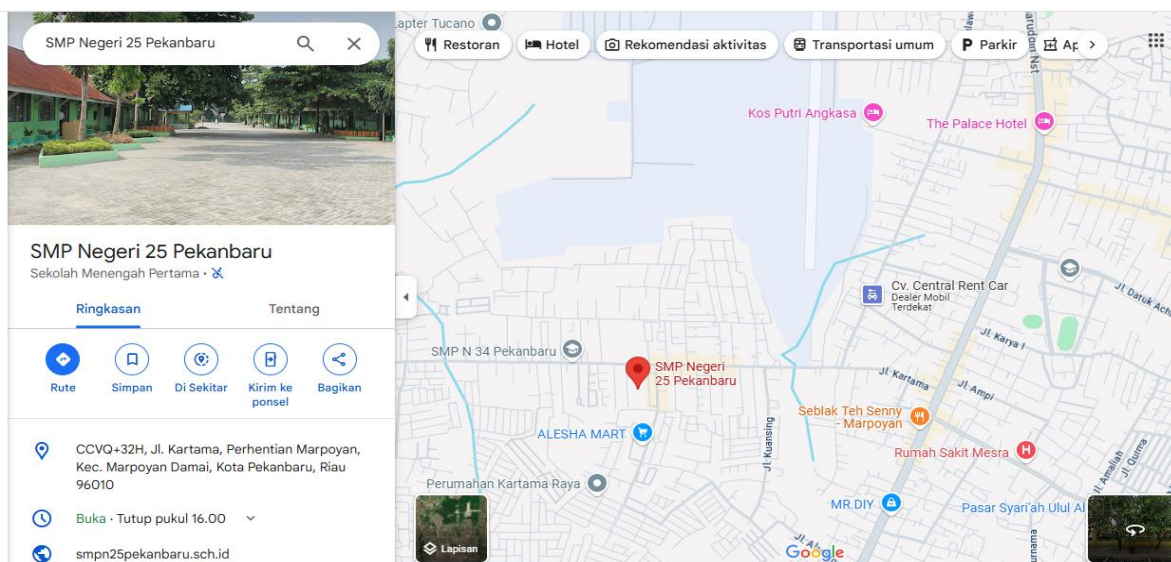 SMP Negeri 25 Pekanbaru
SMP Negeri 25 Pekanbaru
Sekolah Menengah Pertama
Ringkasan
Tentang
Rute
Simpan
Di Sekitar
Kirim ke
ponsel
Bagikan
CCVQ+32H, Jl. Kartama, Perhentian Marpoyan,
Kec. Marpoyan Damai, Kota Pekanbaru, Riau
96010
Buka · Tutup pukul 16.00
smpn25pekanbaru.sch.id
Restoran
Hotel
Rekomendasi aktivitas
Transportasi umum
P Parkir
Ap
Tucano
Kos Putri Angkasa
The Palace Hotel
Cv. Central Rent Car
Dealer Mobil
Terdekat
Jl. Datuk
Jl. Karya I
SMP N 34 Pekanbaru
SMP Negeri
25 Pekanbaru
Jl. Kartama
Jl. Ampi
Seblak Teh Senny
- Marpoyan
ALESHA MART
Jl. Kuansing
Rumah Sakit Mesra
H
Jl. Amaliah
Jl. Qurma
Perumahan Kartama Raya
MR.DIY
Pasar Syari'ah Ulul Al
Lapisan
Google